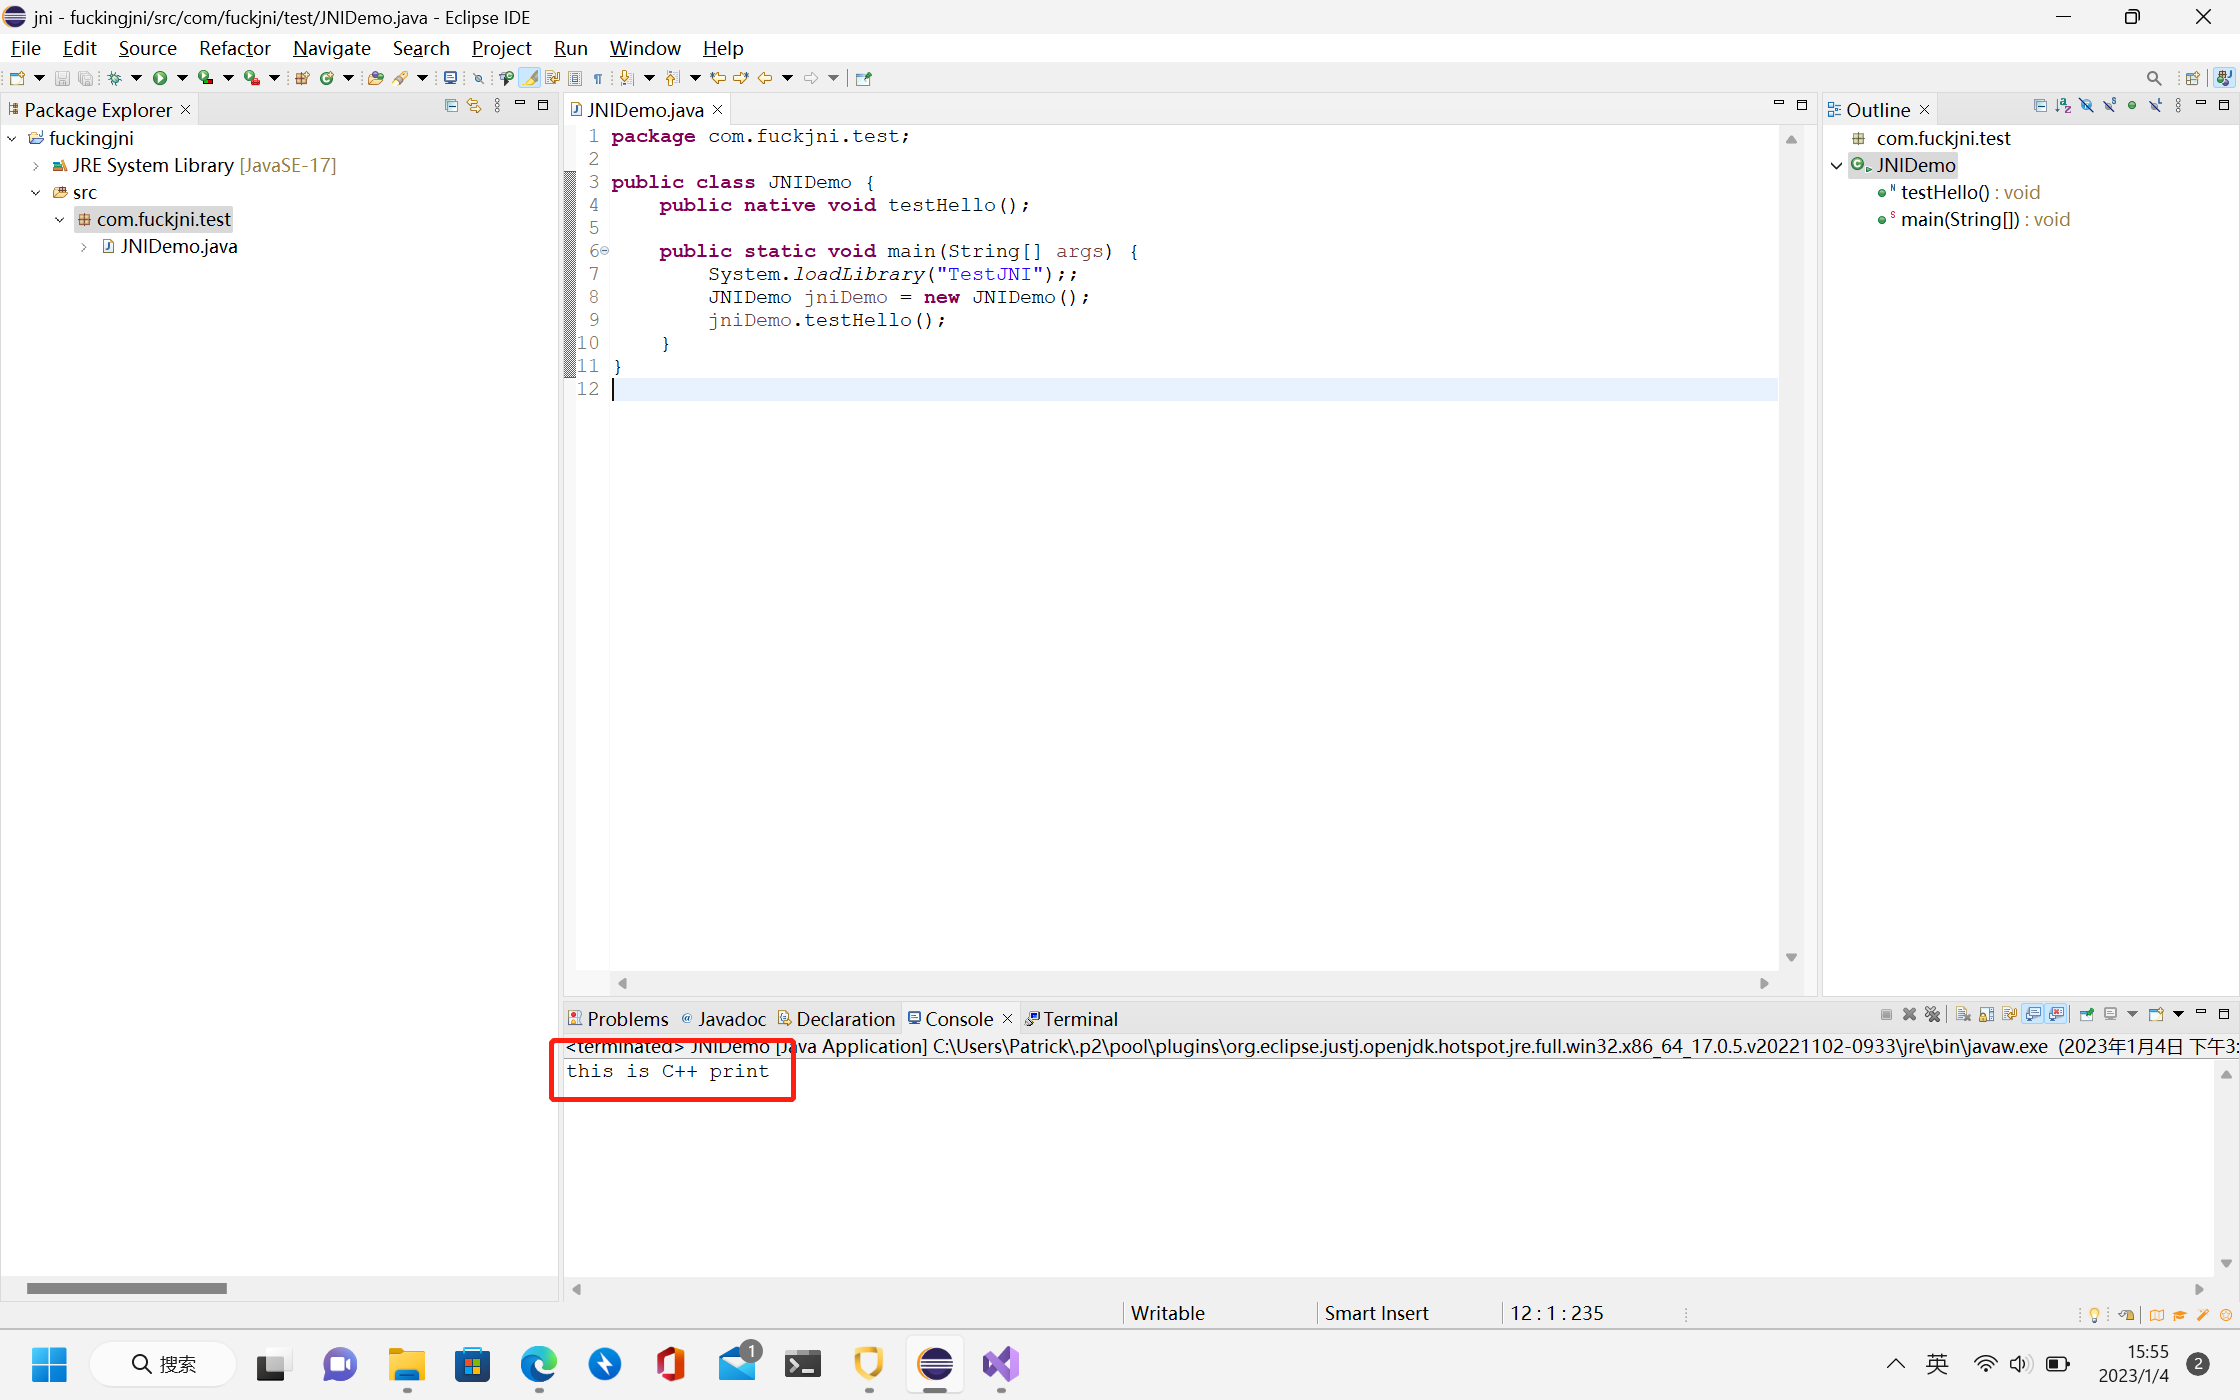 jni - fuckingjni/src/com/fuckjni/test/JNIDemo.java - Eclipse IDE
File Edit Source Refactor Navigate Search Project Run Window Help
Package Explorer
fuckingjni
JRE System Library [JavaSE-17]
src
com.fuckjni.test
JNIDemo.java
JNIDemo.java
1 package com.fuckjni.test;
2
3 public class JNIDemo {
4 public native void testHello();
5
6 public static void main(String[] args) {
7 System.loadLibrary("TestJNI");;
8 JNIDemo jniDemo = new JNIDemo();
9 jniDemo.testHello();
10 }
11 }
12
Outline
com.fuckjni.test
JNIDemo
testHello() : void
main(String[]) : void
Problems Javadoc Declaration Console Terminal
<terminated> JNIDemo [Java Application] C:\Users\Patrick\.p2\pool\plugins\org.eclipse.justj.openjdk.hotspot.jre.full.win32.x86_64_17.0.5.v20221102-0933\jre\bin\javaw.exe (2023年1月4日 下午3:
this is C++ print
Writable Smart Insert 12 : 1 : 235
搜索 1 英 15:55 2
2023/1/4